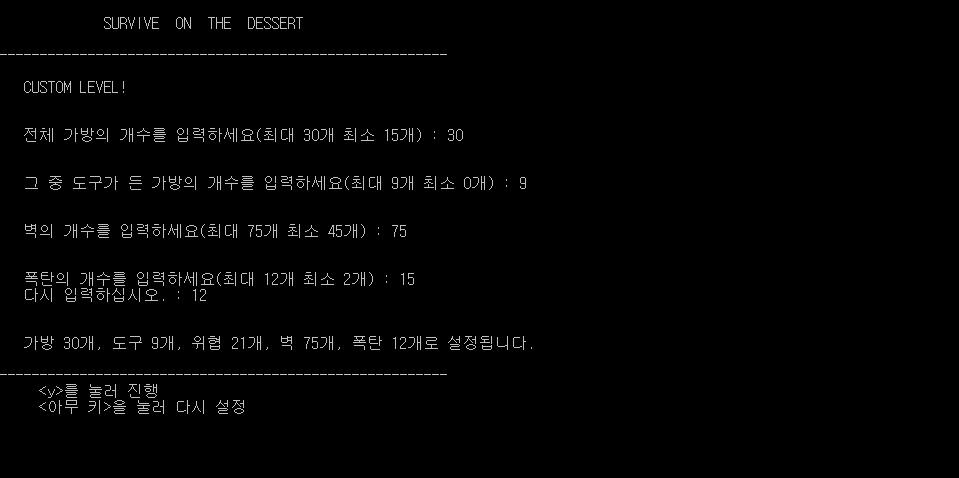 SURVIVE ON THE DESSERT
CUSTOM LEVEL!
전체 가방의 개수를 입력하세요(최대 30개 최소 15개) : 30
그 중 도구가 든 가방의 개수를 입력하세요(최대 9개 최소 0개) : 9
벽의 개수를 입력하세요(최대 75개 최소 45개) : 75
폭탄의 개수를 입력하세요(최대 12개 최소 2개) : 15
다시 입력하십시오. : 12
가방 30개, 도구 9개, 위협 21개, 벽 75개, 폭탄 12개로 설정됩니다.
<y>를 눌러 진행
<아무 키>을 눌러 다시 설정